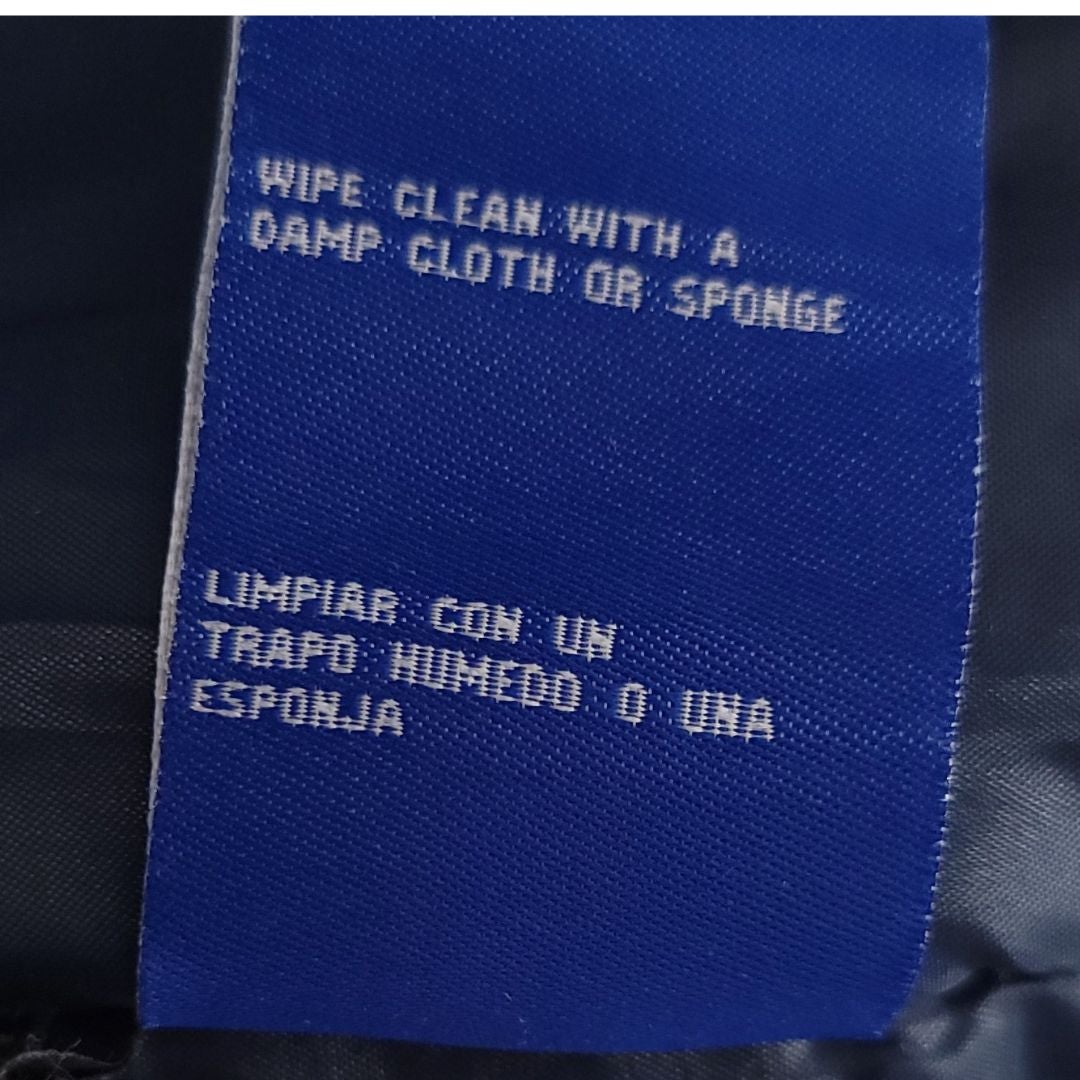 WIPE CLEAN WITH A
DAMP CLOTH OR SPONGE
LIMPIAR CON UN
TRAPO HUMEDO O UNA
ESPONJA